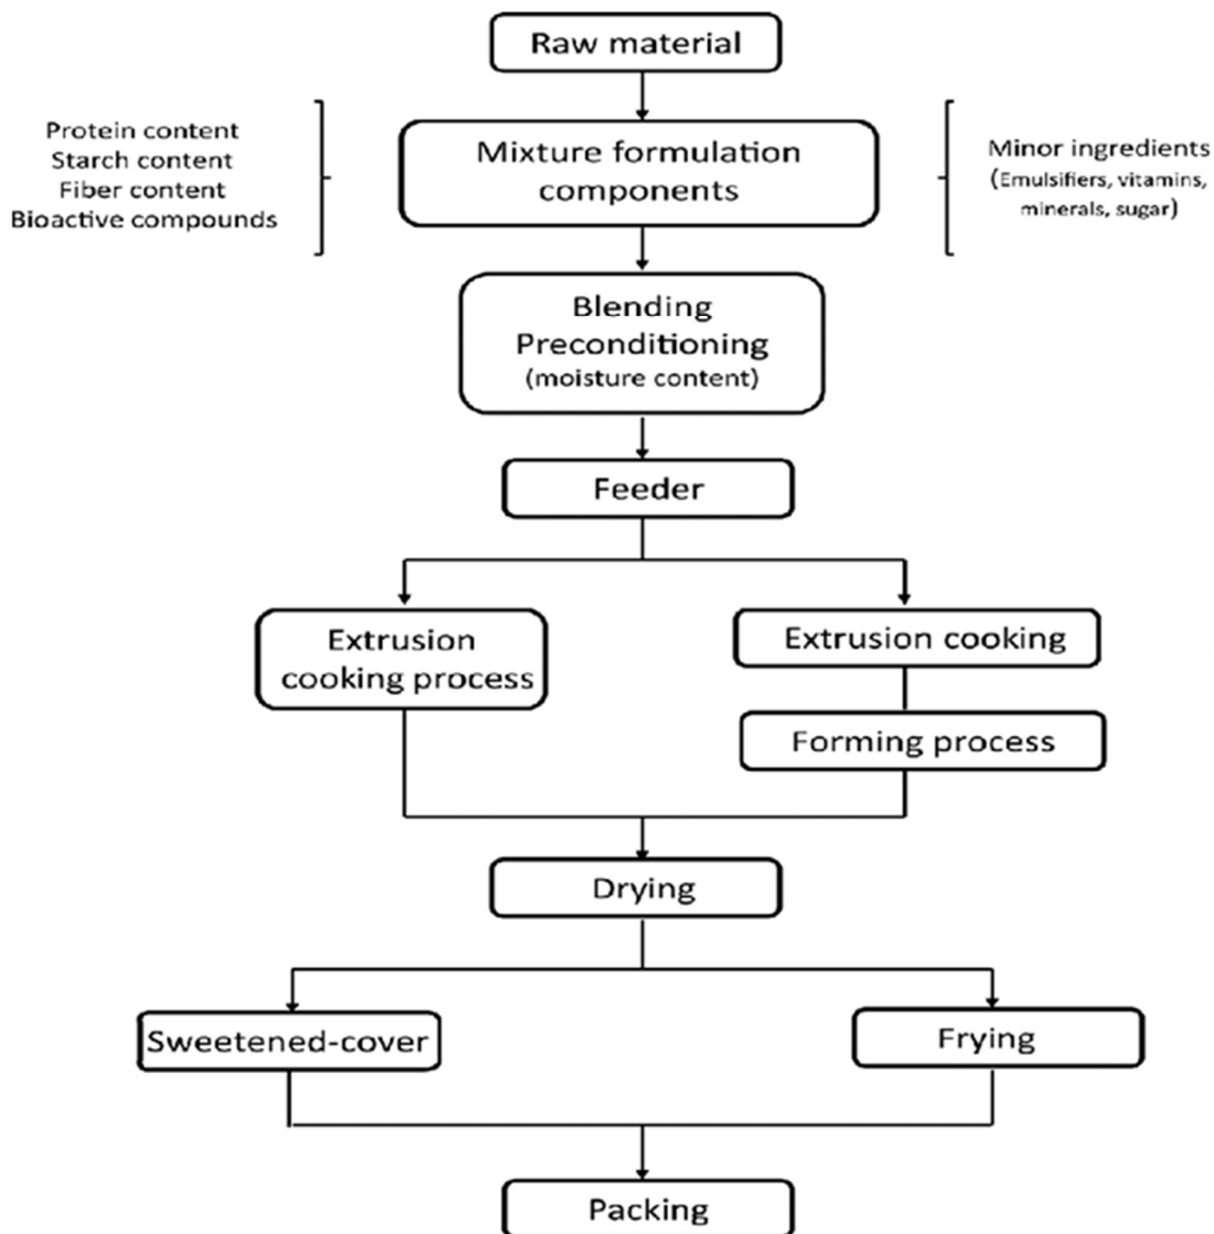 Raw material
Protein content
Starch content
Fiber content
Bioactive compounds
Mixture formulation
components
Minor ingredients
(Emulsifiers, vitamins,
minerals, sugar)
Blending
Preconditioning
(moisture content)
Feeder
Extrusion
cooking process
Extrusion cooking
Forming process
Drying
Sweetened-cover
Frying
Packing